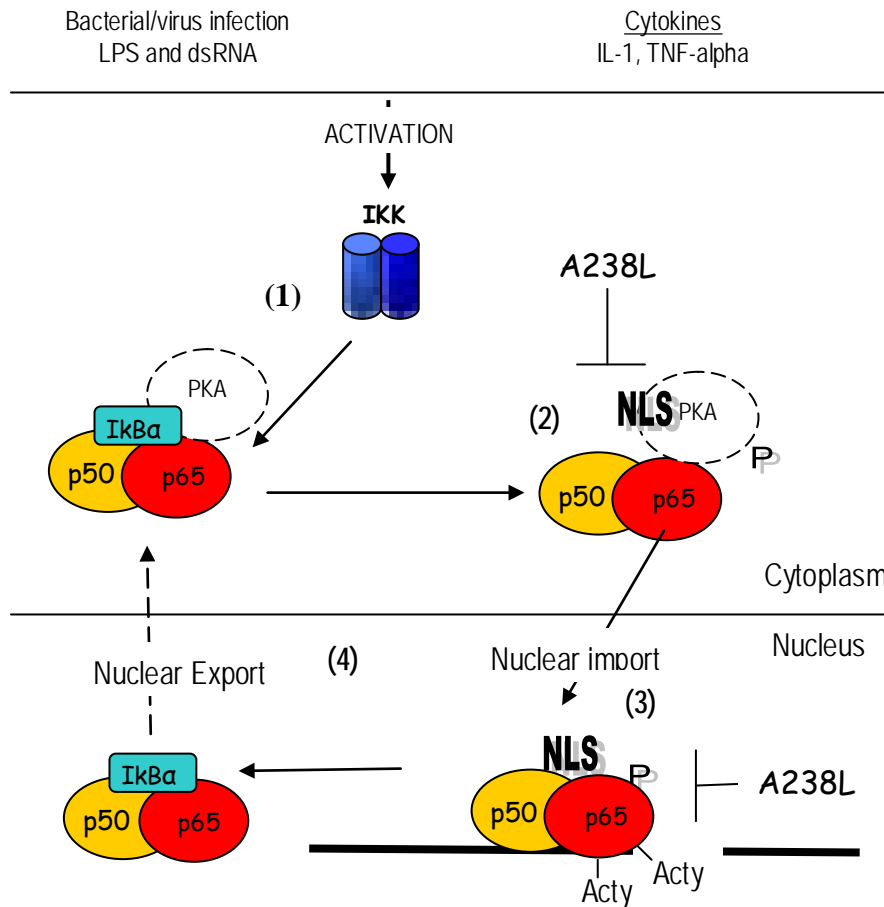 Bacterial/virus infection
LPS and dsRNA
Cytokines
IL-1, TNF-alpha
ACTIVATION
IKK
A238L
(1)
PKA
NLS
PKA
IkBα
(2)
P
p50
p65
p50
p65
Cytoplasm
Nucleus
Nuclear Export
(4)
Nuclear import
(3)
NLS
IkBα
P
A238L
p50
p65
p50
p65
Acty
Acty